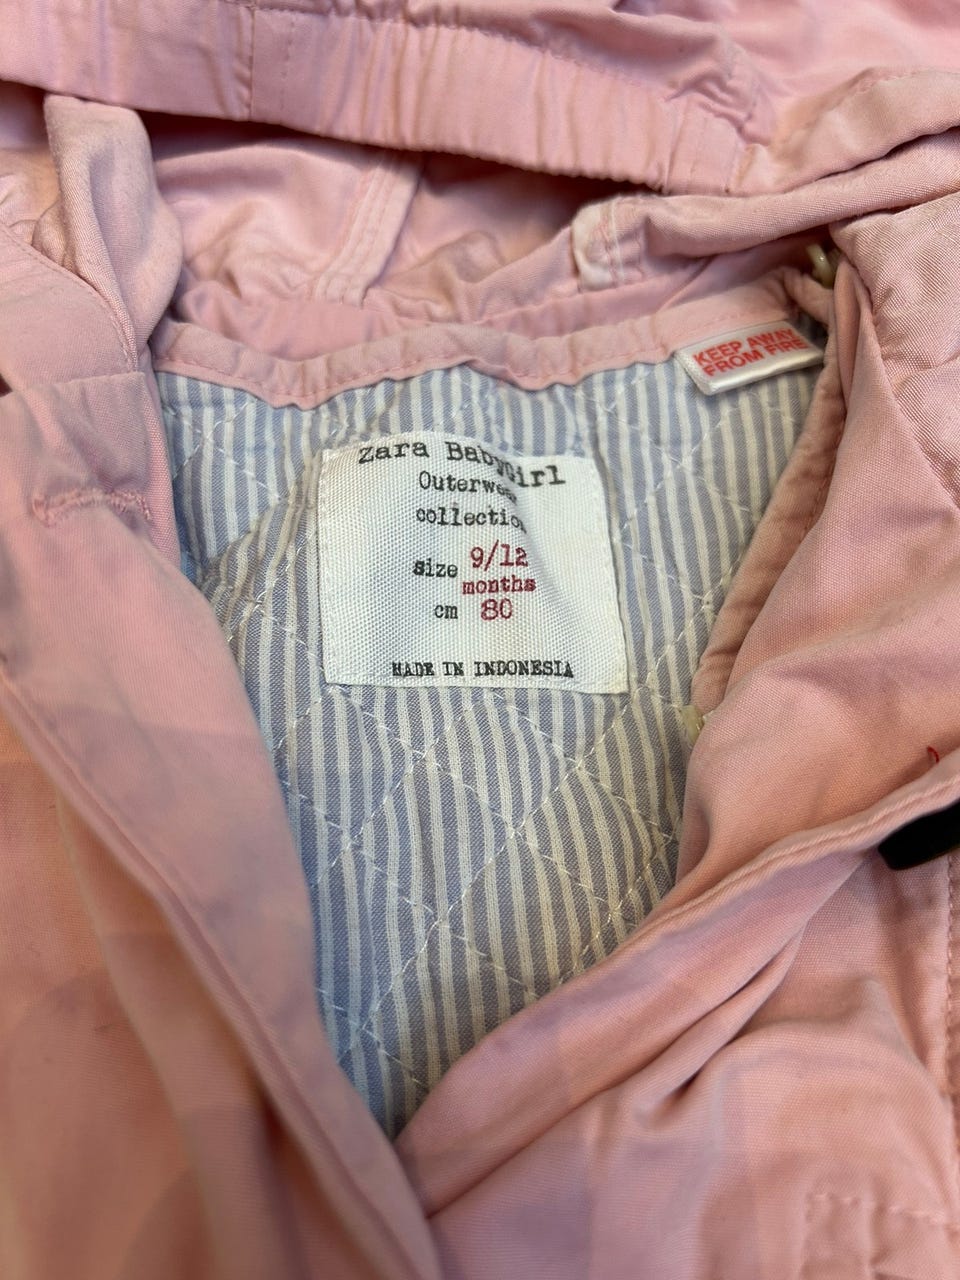 KEEP AWAY
FROM FIRE
Zara BabyGirl
Outerwear
collection
size 9/12
months
cm 80
MADE IN INDONESIA